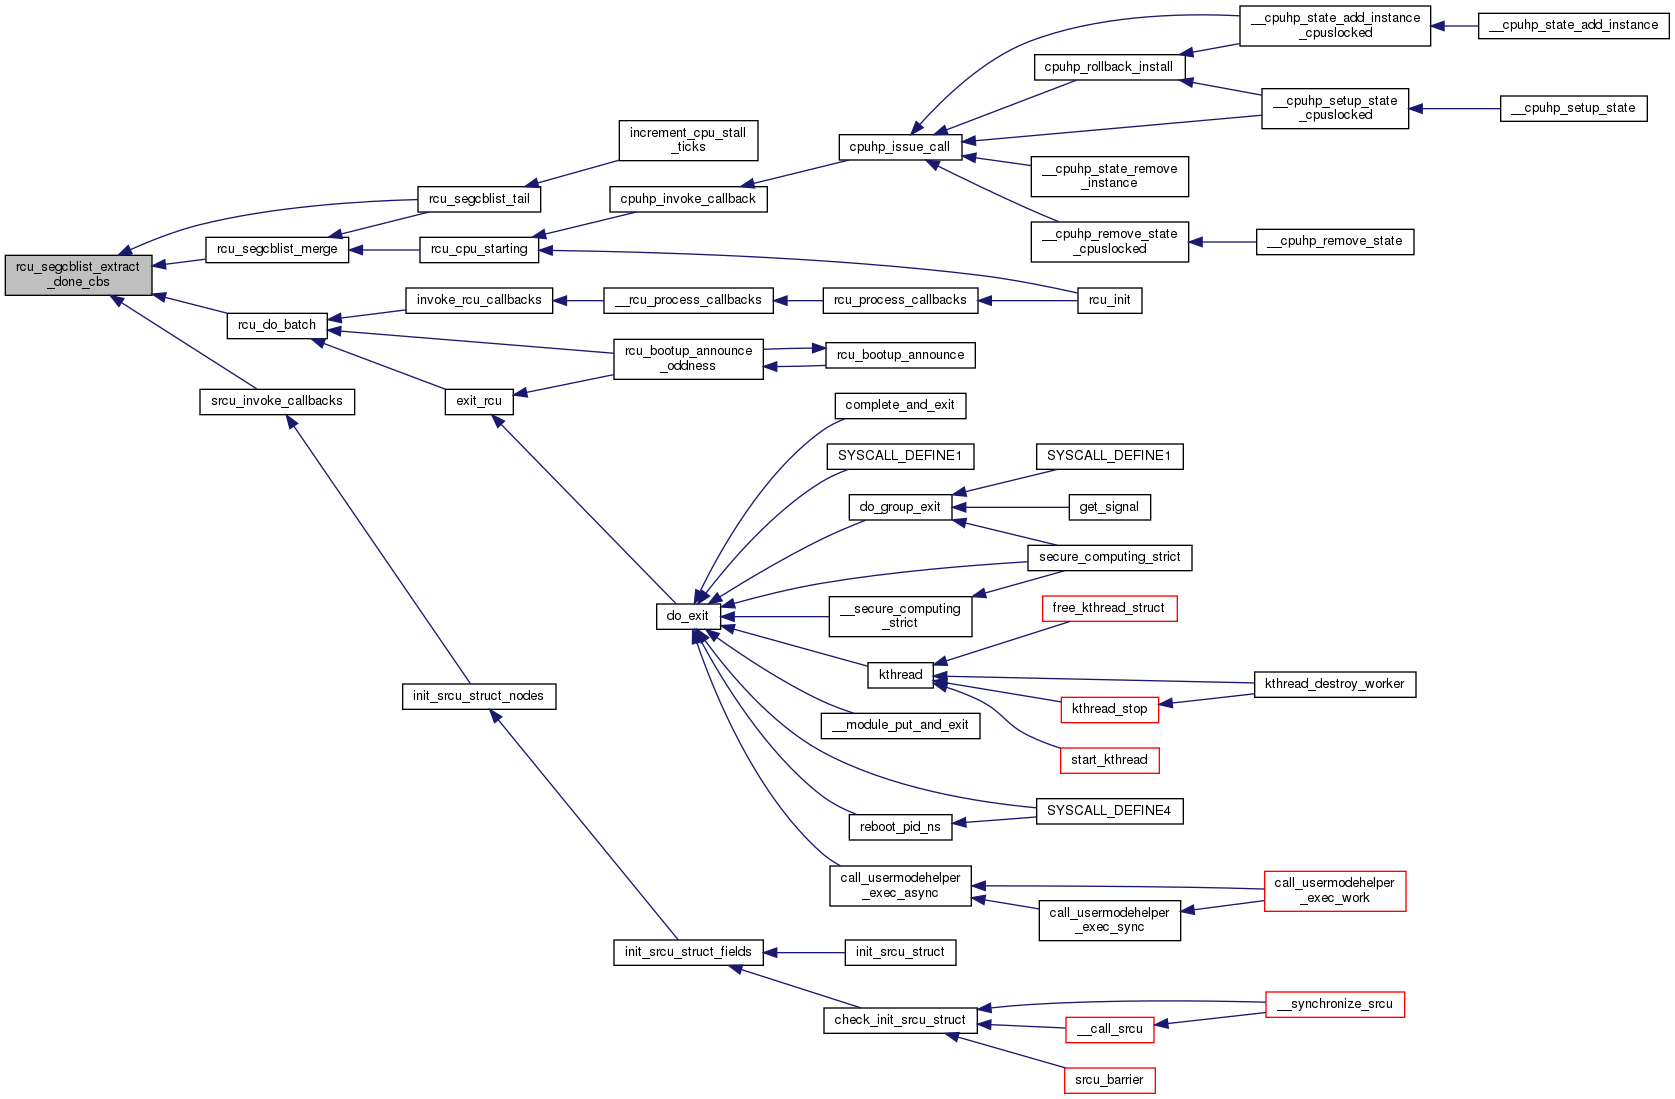 __cpuhp_state_add_instance
_cpuslocked
__cpuhp_state_add_instance
cpuhp_rollback_install
__cpuhp_setup_state
_cpuslocked
__cpuhp_setup_state
increment_cpu_stall
_ticks
cpuhp_issue_call
__cpuhp_state_remove
_instance
rcu_segcblist_tail
cpuhp_invoke_callback
__cpuhp_remove_state
_cpuslocked
__cpuhp_remove_state
rcu_segcblist_merge
rcu_cpu_starting
rcu_segcblist_extract
_done_cbs
invoke_rcu_callbacks
__rcu_process_callbacks
rcu_process_callbacks
rcu_init
rcu_do_batch
rcu_bootup_announce
_oddness
rcu_bootup_announce
srcu_invoke_callbacks
exit_rcu
complete_and_exit
SYSCALL_DEFINE1
SYSCALL_DEFINE1
do_group_exit
get_signal
secure_computing_strict
do_exit
__secure_computing
_strict
free_kthread_struct
kthread
kthread_destroy_worker
init_srcu_struct_nodes
kthread_stop
__module_put_and_exit
start_kthread
SYSCALL_DEFINE4
reboot_pid_ns
call_usermodehelper
_exec_async
call_usermodehelper
_exec_work
call_usermodehelper
_exec_sync
init_srcu_struct_fields
init_srcu_struct
check_init_srcu_struct
__synchronize_srcu
__call_srcu
srcu_barrier